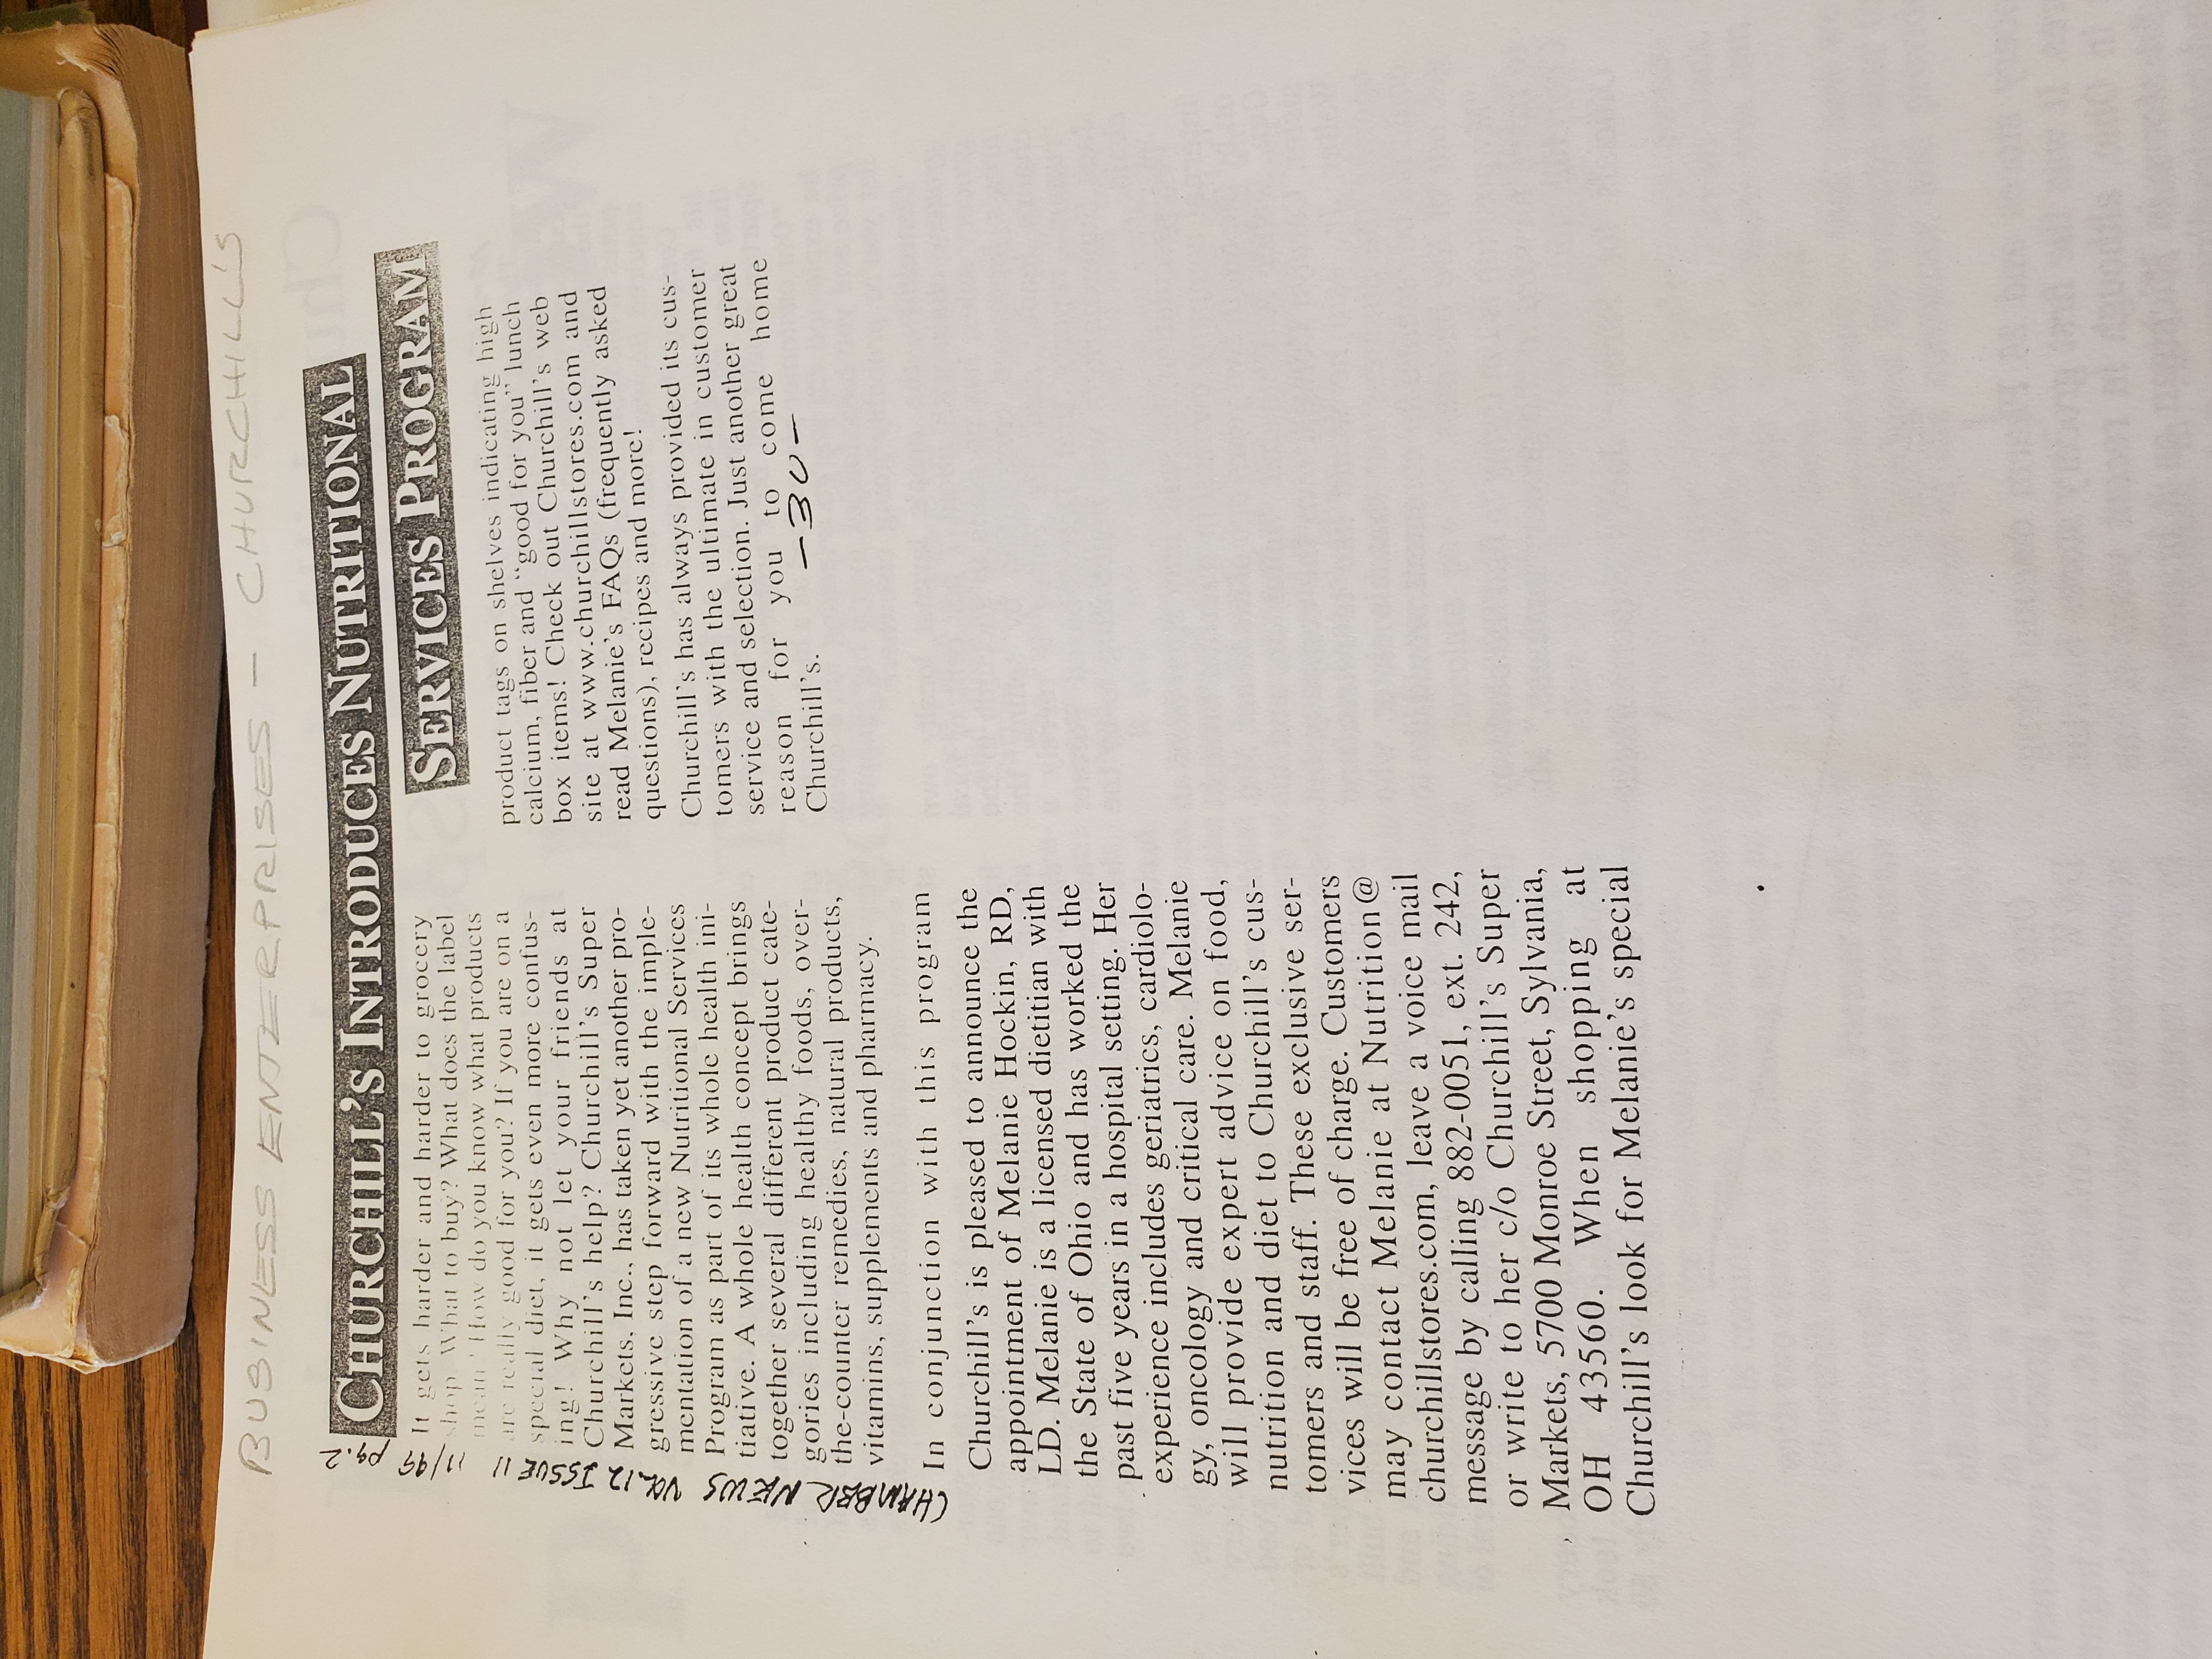 BUSINESS ENTERPRISES - CHURCHILL'S
CHURCHILL'S INTRODUCES NUTRITIONAL
SERVICES PROGRAM
CHAMBER NEWS VOL.12 ISSUE 11 11/99 pg.2
It gets harder and harder to grocery
shop. What to buy? What does the label
mean? How do you know what products
are really good for you? If you are on a
special diet, it gets even more confus-
ing! Why not let your friends at
Churchill's help? Churchill's Super
Markets, Inc., has taken yet another pro-
gressive step forward with the imple-
mentation of a new Nutritional Services
Program as part of its whole health ini-
tiative. A whole health concept brings
together several different product cate-
gories including healthy foods, over-
the-counter remedies, natural products,
vitamins, supplements and pharmacy.
In conjunction with this program
Churchill's is pleased to announce the
appointment of Melanie Hockin, RD,
LD. Melanie is a licensed dietitian with
the State of Ohio and has worked the
past five years in a hospital setting. Her
experience includes geriatrics, cardiolo-
gy, oncology and critical care. Melanie
will provide expert advice on food,
nutrition and diet to Churchill's cus-
tomers and staff. These exclusive ser-
vices will be free of charge. Customers
may contact Melanie at Nutrition@
churchillstores.com, leave a voice mail
message by calling 882-0051, ext. 242,
or write to her c/o Churchill's Super
Markets, 5700 Monroe Street, Sylvania,
OH 43560. When shopping at
Churchill's look for Melanie's special
product tags on shelves indicating high
calcium, fiber and "good for you" lunch
box items! Check out Churchill's web
site at www.churchillstores.com and
read Melanie's FAQs (frequently asked
questions), recipes and more!
Churchill's has always provided its cus-
tomers with the ultimate in customer
service and selection. Just another great
reason for you to come home
Churchill's.
-30-